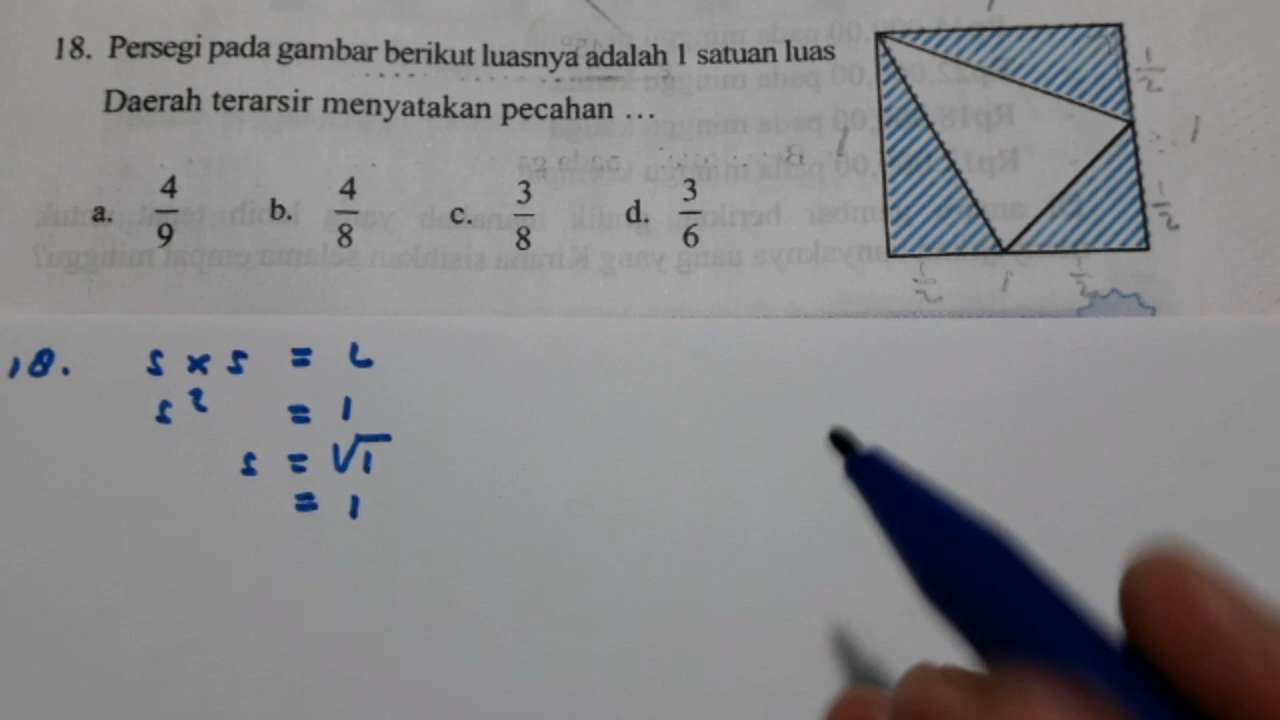 18. Persegi pada gambar berikut luasnya adalah 1 satuan luas
Daerah terarsir menyatakan pecahan ...
a. 4/9 b. 4/8 c. 3/8 d. 3/6
1/2
1
1/2
1/2 1 1/2
18. s x s = L
s² = 1
s = √1
= 1